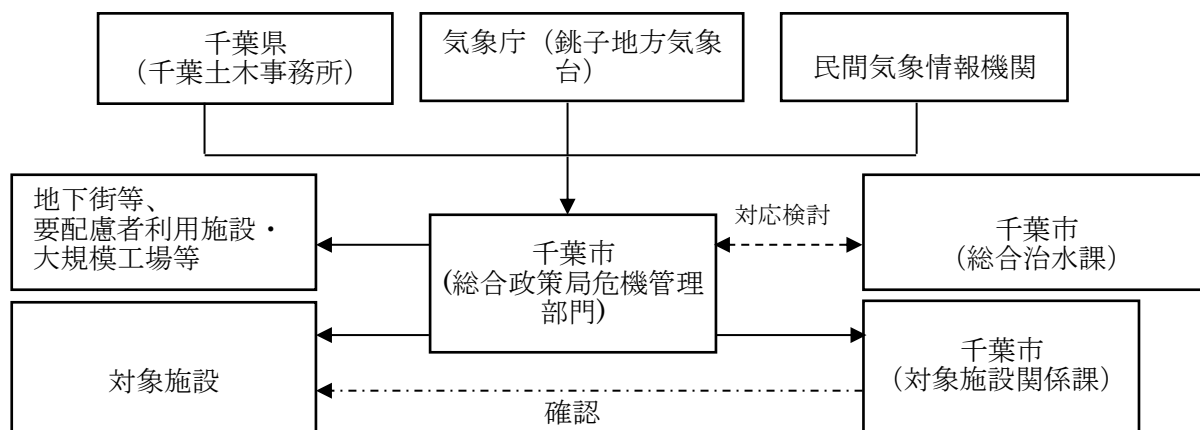 千葉県
（千葉土木事務所）
気象庁（銚子地方気象
台）
民間気象情報機関
地下街等、
要配慮者利用施設・
大規模工場等
千葉市
(総合政策局危機管理
部門)
対応検討
千葉市
（総合治水課）
対象施設
千葉市
（対象施設関係課）
確認